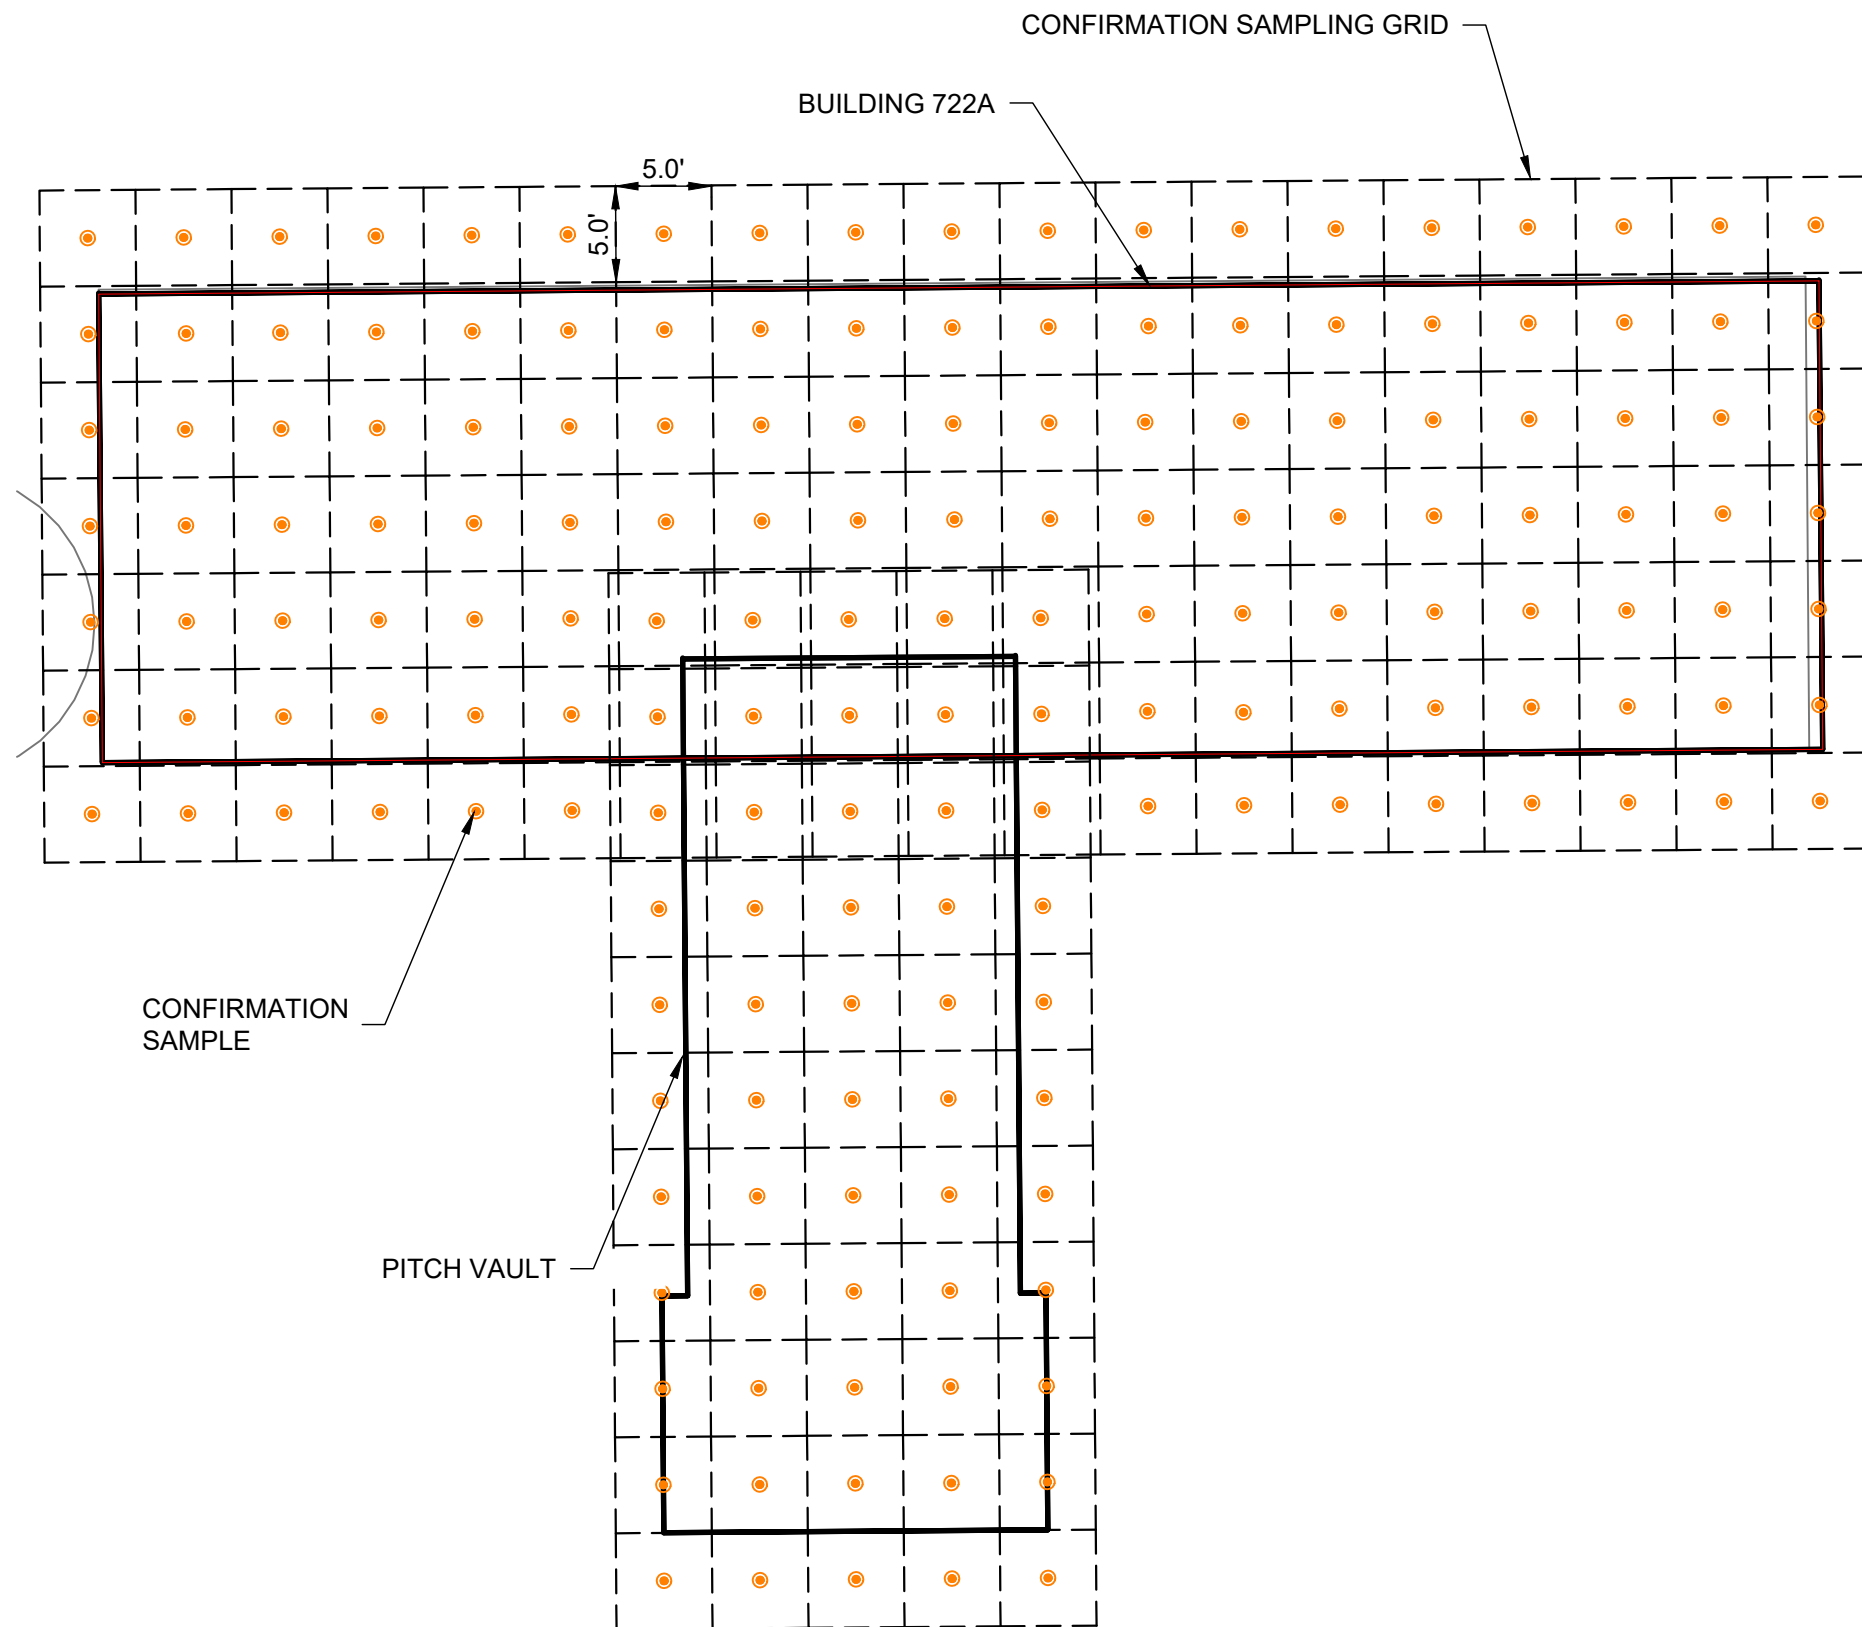 CONFIRMATION SAMPLING GRID
BUILDING 722A
5.0'
5.0'
CONFIRMATION
SAMPLE
PITCH VAULT